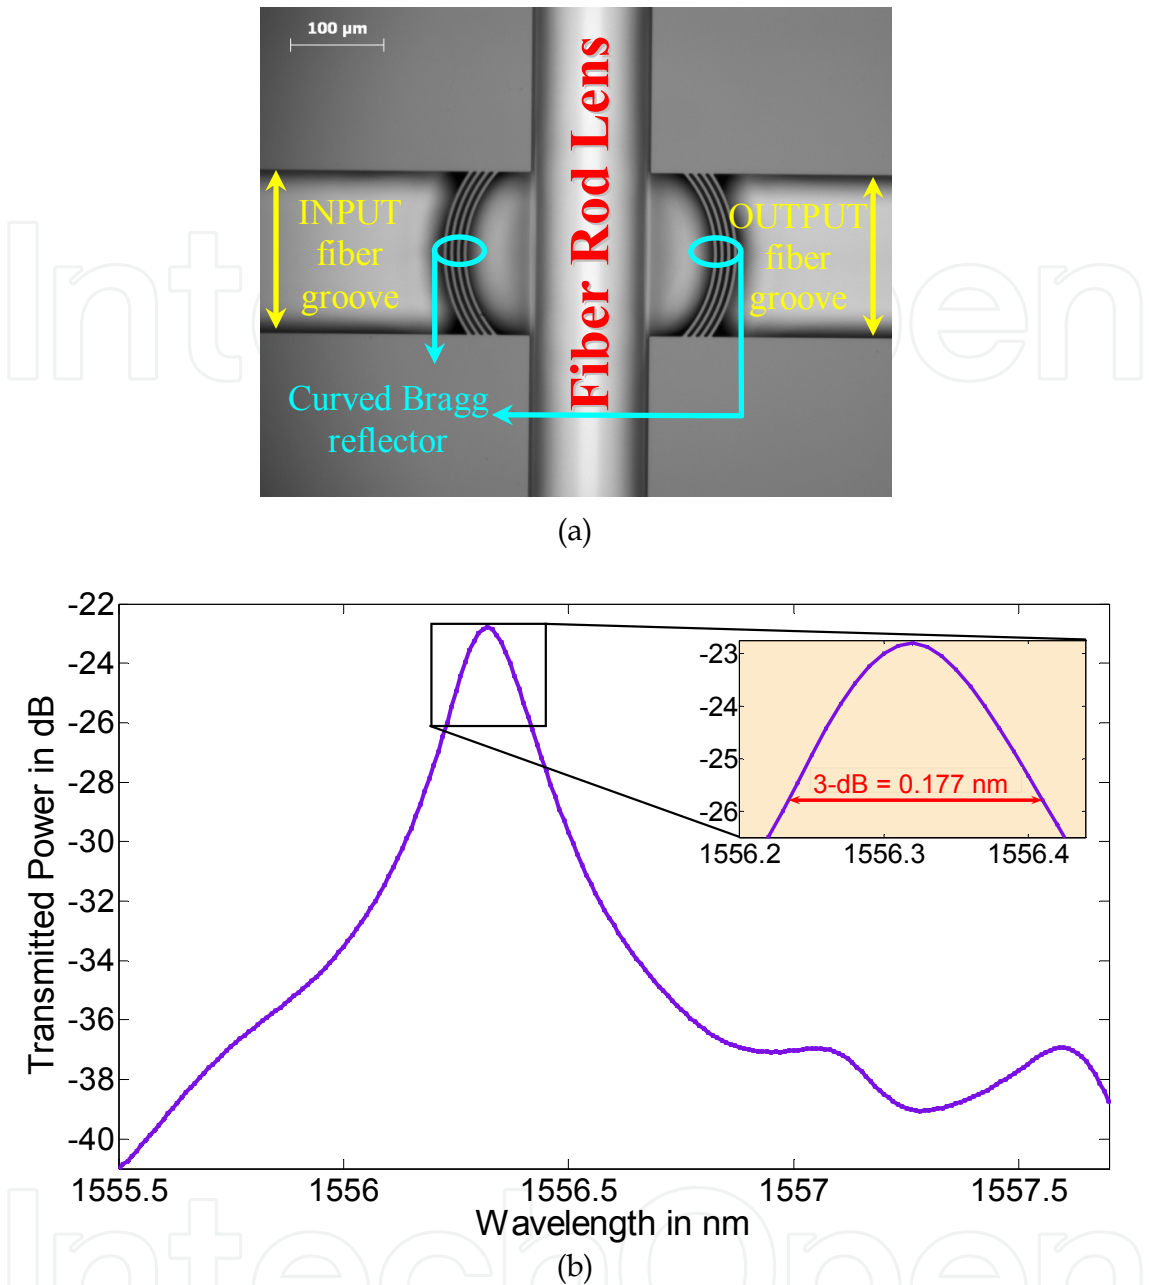 100 µm
Fiber Rod Lens
INPUT
fiber
groove
OUTPUT
fiber
groove
Curved Bragg
reflector
(a)
-22
-24
-26
-28
-30
-32
-34
-36
-38
-40
1555.5
1556
1556.5
1557
1557.5
Transmitted Power in dB
Wavelength in nm
-23
-24
-25
-26
3-dB = 0.177 nm
1556.2
1556.3
1556.4
(b)
IntechOpen
IntechOpen